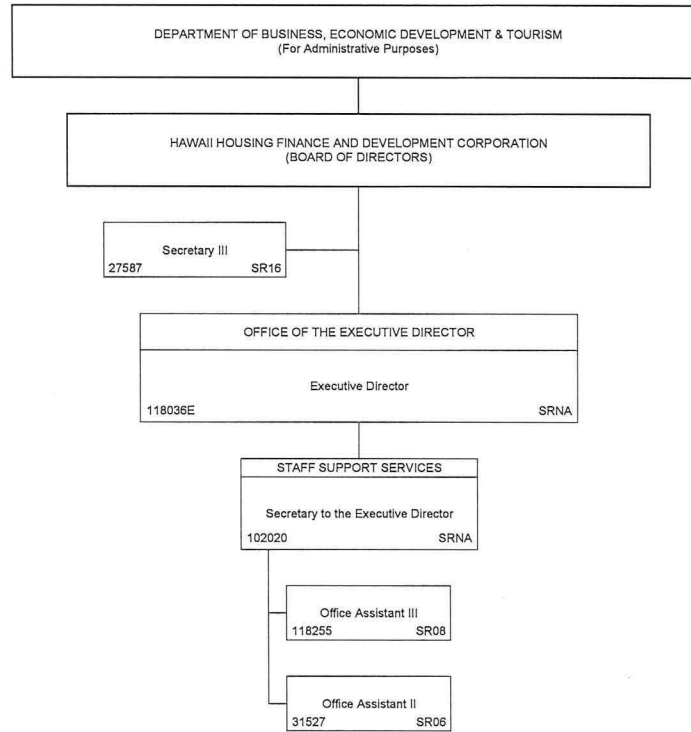 DEPARTMENT OF BUSINESS, ECONOMIC DEVELOPMENT & TOURISM
(For Administrative Purposes)
HAWAII HOUSING FINANCE AND DEVELOPMENT CORPORATION
(BOARD OF DIRECTORS)
Secretary III
27587 SR16
OFFICE OF THE EXECUTIVE DIRECTOR
Executive Director
118036E SRNA
STAFF SUPPORT SERVICES
Secretary to the Executive Director
102020 SRNA
Office Assistant III
118255 SR08
Office Assistant II
31527 SR06